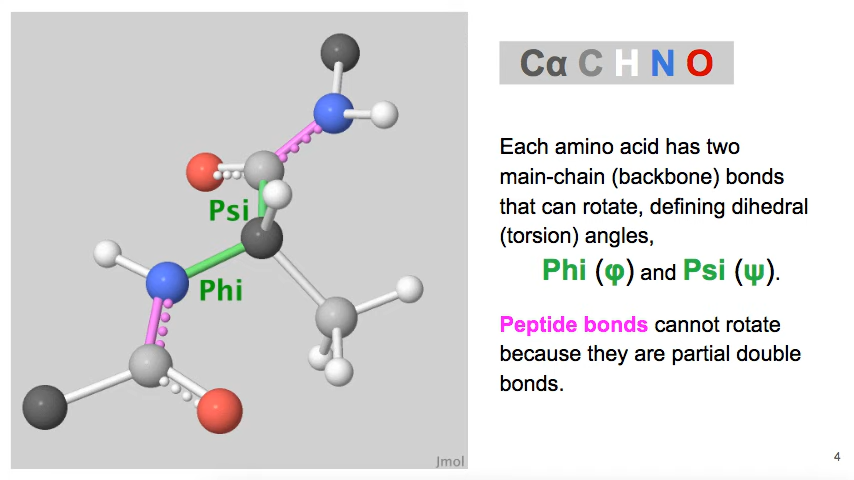 Cα C H N O
Psi
Phi
Jmol
Each amino acid has two
main-chain (backbone) bonds
that can rotate, defining dihedral
(torsion) angles,
Phi (φ) and Psi (ψ).
Peptide bonds cannot rotate
because they are partial double
bonds.
4